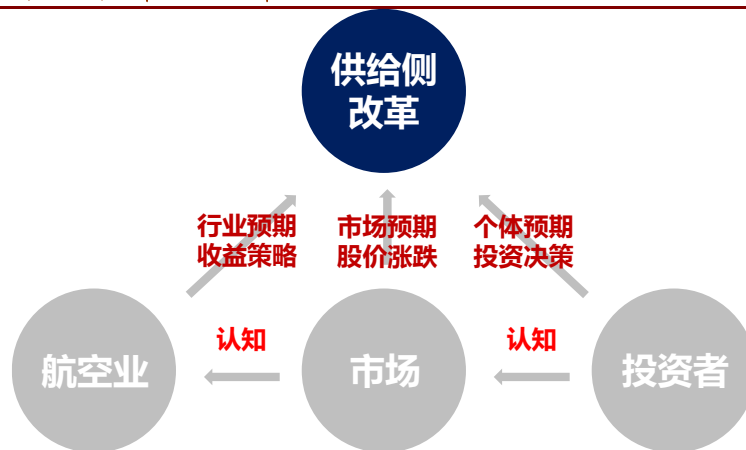 供给侧
改革
行业预期
收益策略
市场预期
股价涨跌
个体预期
投资决策
认知
认知
航空业
市场
投资者